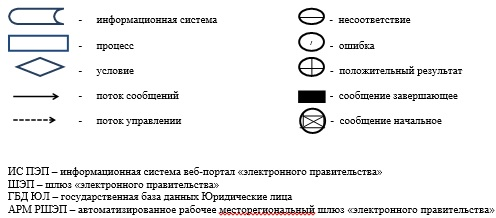 - информационная система
- несоответствие
- процесс
- ошибка
- условие
- положительный результат
- поток сообщений
- сообщение завершающее
- поток управлении
- сообщение начальное
ИС ПЭП – информационная система веб-портал «электронного правительства»
ШЭП – шлюз «электронного правительства»
ГБД ЮЛ – государственная база данных Юридические лица
АРМ РШЭП – автоматизированное рабочее месторегиональный шлюз «электронного правительства»